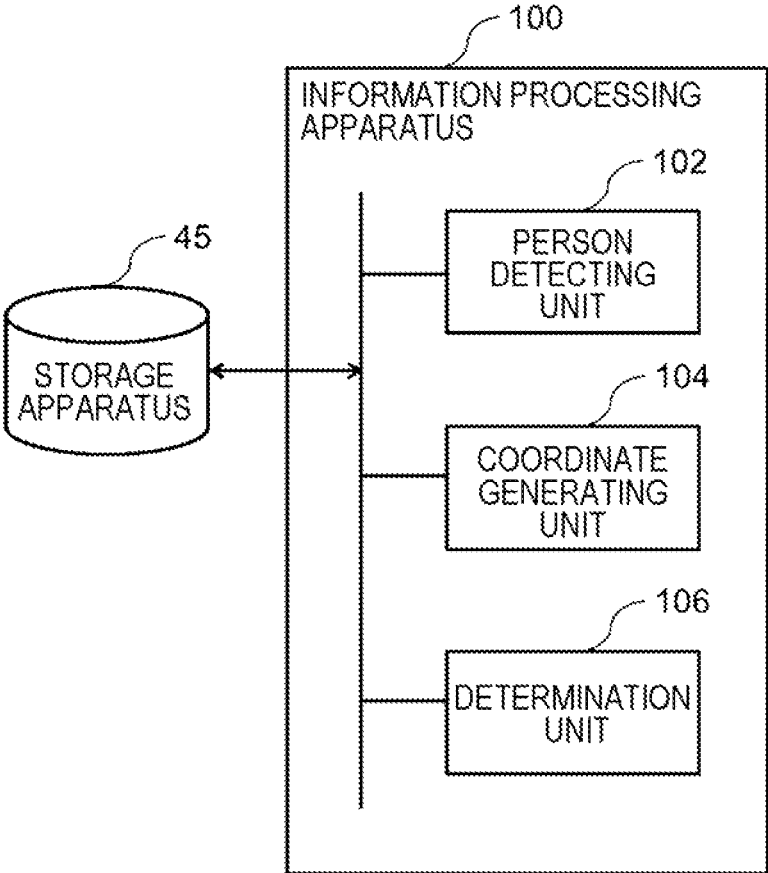 100
INFORMATION PROCESSING
APPARATUS
102
PERSON
DETECTING
UNIT
45
STORAGE
APPARATUS
104
COORDINATE
GENERATING
UNIT
106
DETERMINATION
UNIT